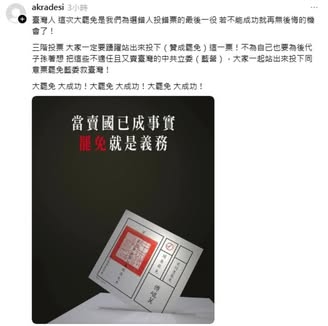 akradesi 3小時
臺灣人 這次大罷免是我們為選錯人投錯票的最後一役 若不能成功就再無後悔的機
會了！
三階投票 大家一定要踴躍站出來投下（贊成罷免）這一票！不為自己也要為後代
子孫著想 把這些不適任且又賣臺灣的中共立委（藍營），大家一起站出來投下同
意票罷免藍委救臺灣！
大罷免 大成功！大罷免 大成功！大罷免 大成功！
當賣國已成事實
罷免就是義務